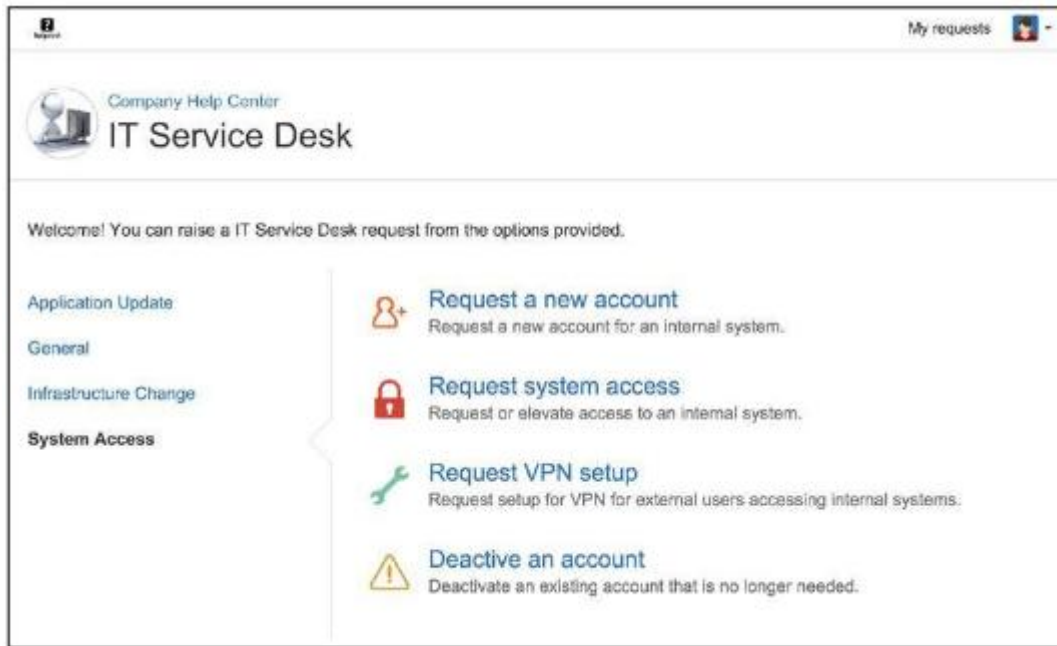 My requests
Company Help Center
IT Service Desk
Welcome! You can raise a IT Service Desk request from the options provided.
Application Update
General
Infrastructure Change
System Access
Request a new account
Request a new account for an internal system.
Request system access
Request or elevate access to an internal system.
Request VPN setup
Request setup for VPN for external users accessing internal systems.
Deactive an account
Deactivate an existing account that is no longer needed.